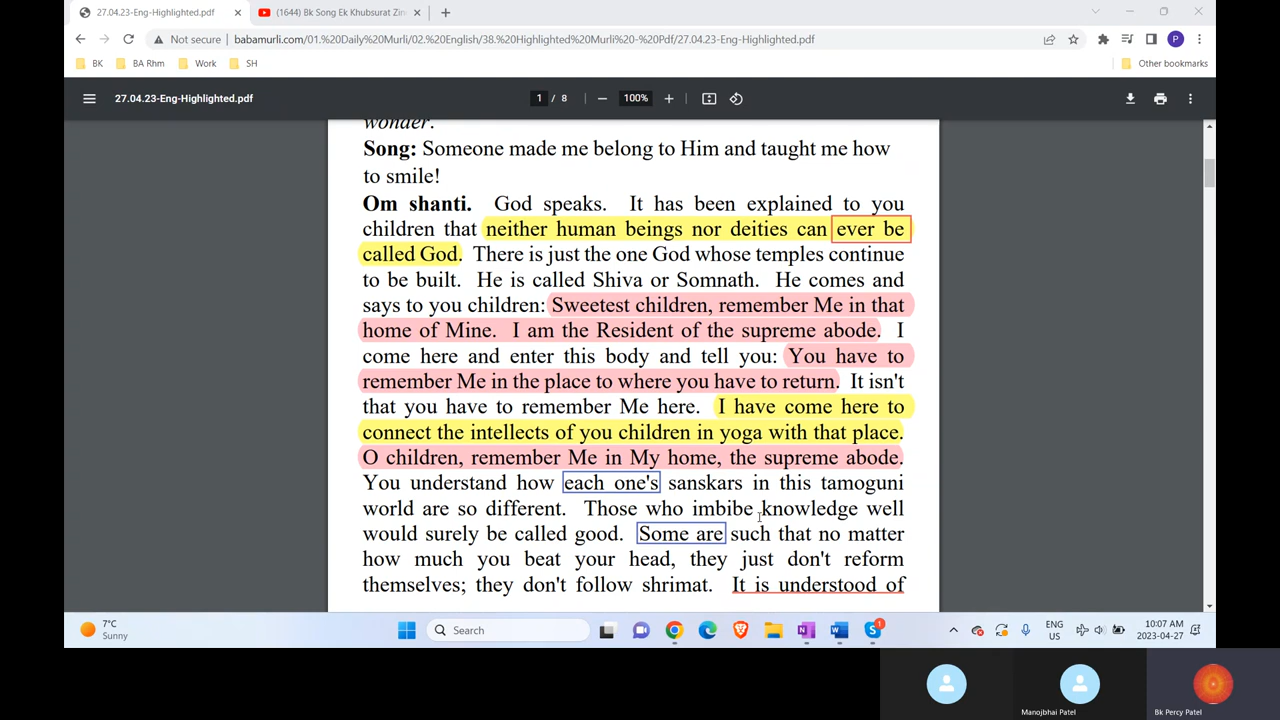 27.04.23-Eng-Highlighted.pdf
(1644) Bk Song Ek Khubsurat Zin
Not secure
babamurli.com/01.%20Daily%20Murli/02.%20English/38.%20Highlighted%20Murli%20-%20Pdf/27.04.23-Eng-Highlighted.pdf
P
BK
BA Rhm
Work
SH
Other bookmarks
27.04.23-Eng-Highlighted.pdf
1 / 8
100%
wonder.
Song: Someone made me belong to Him and taught me how
to smile!
Om shanti. God speaks. It has been explained to you
children that neither human beings nor deities can ever be
called God. There is just the one God whose temples continue
to be built. He is called Shiva or Somnath. He comes and
says to you children: Sweetest children, remember Me in that
home of Mine. I am the Resident of the supreme abode. I
come here and enter this body and tell you: You have to
remember Me in the place to where you have to return. It isn't
that you have to remember Me here. I have come here to
connect the intellects of you children in yoga with that place.
O children, remember Me in My home, the supreme abode.
You understand how each one's sanskars in this tamoguni
world are so different. Those who imbibe knowledge well
would surely be called good. Some are such that no matter
how much you beat your head, they just don't reform
themselves; they don't follow shrimat. It is understood of
7°C
Sunny
Search
1
ENG
US
10:07 AM
2023-04-27
Manojbhai Patel
Bk Percy Patel